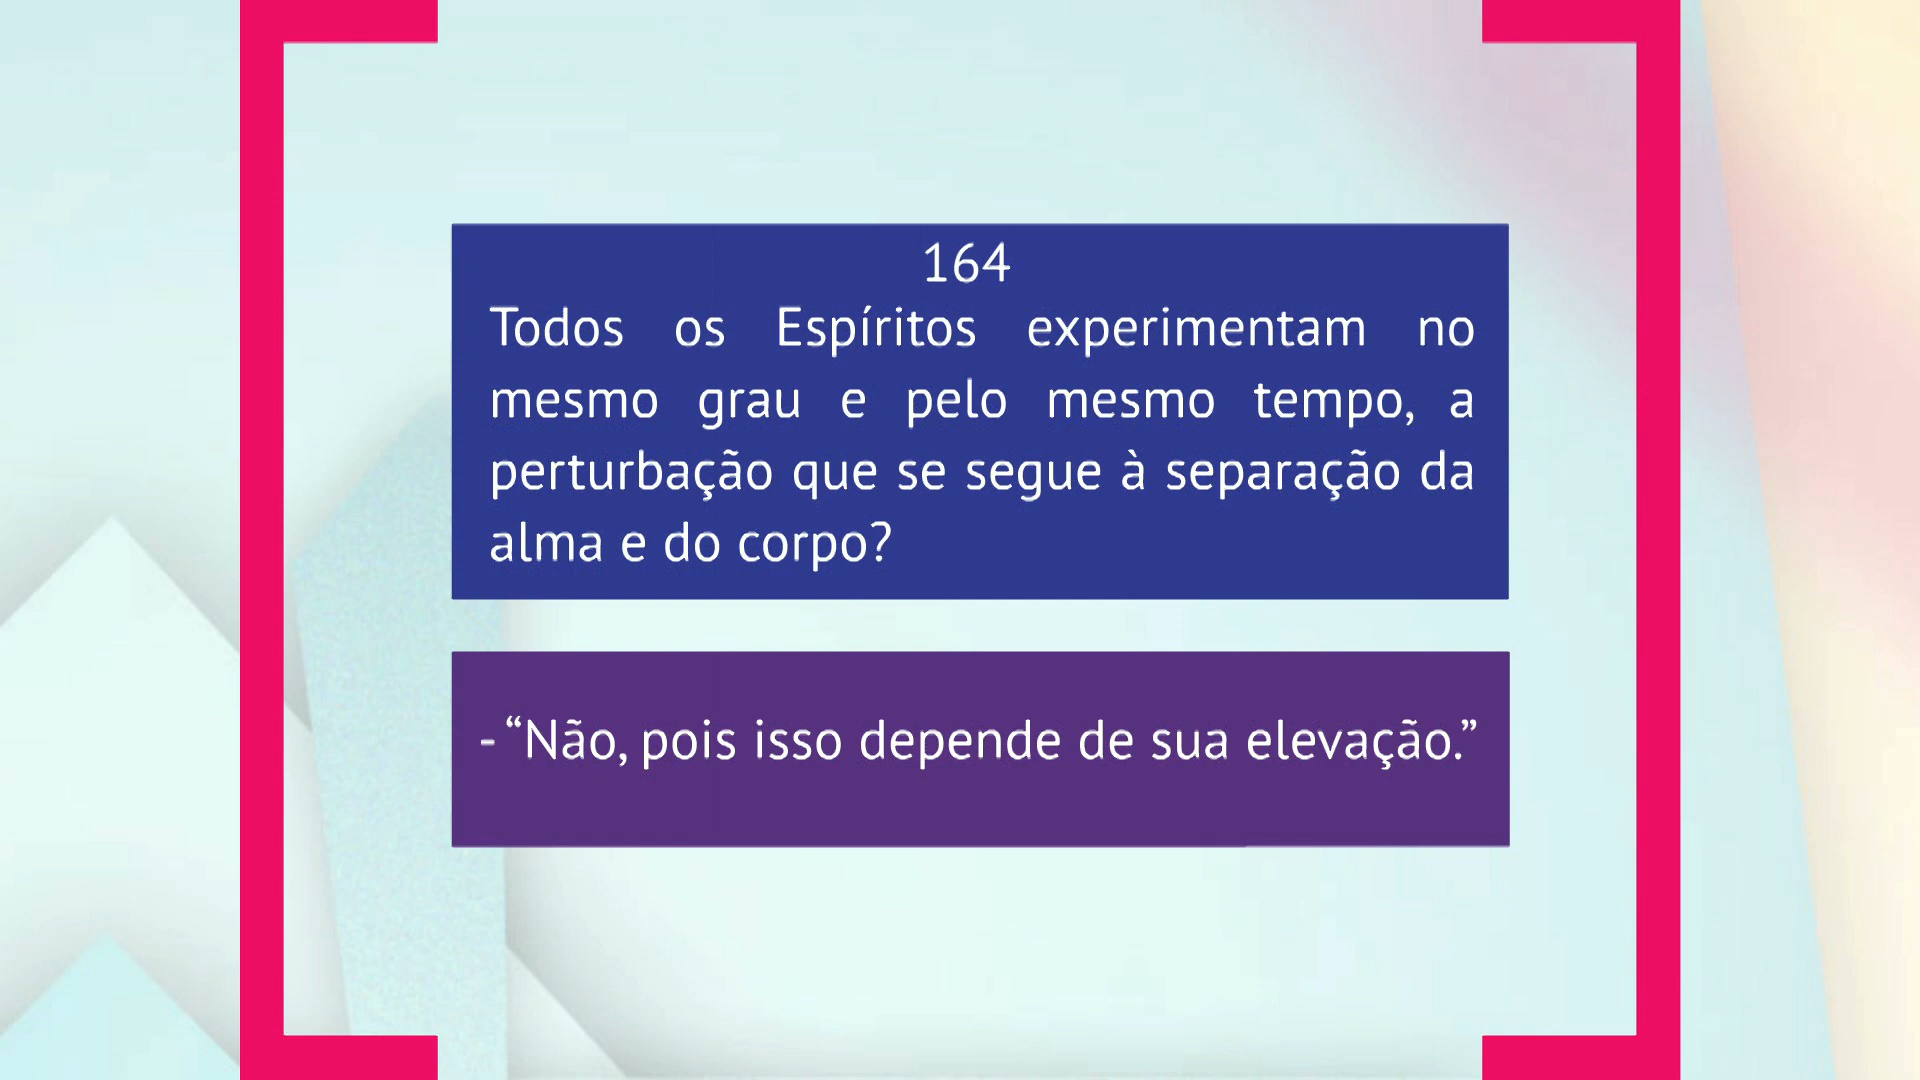 164
Todos os Espíritos experimentam no
mesmo grau e pelo mesmo tempo, a
perturbação que se segue à separação da
alma e do corpo?
- “Não, pois isso depende de sua elevação.”